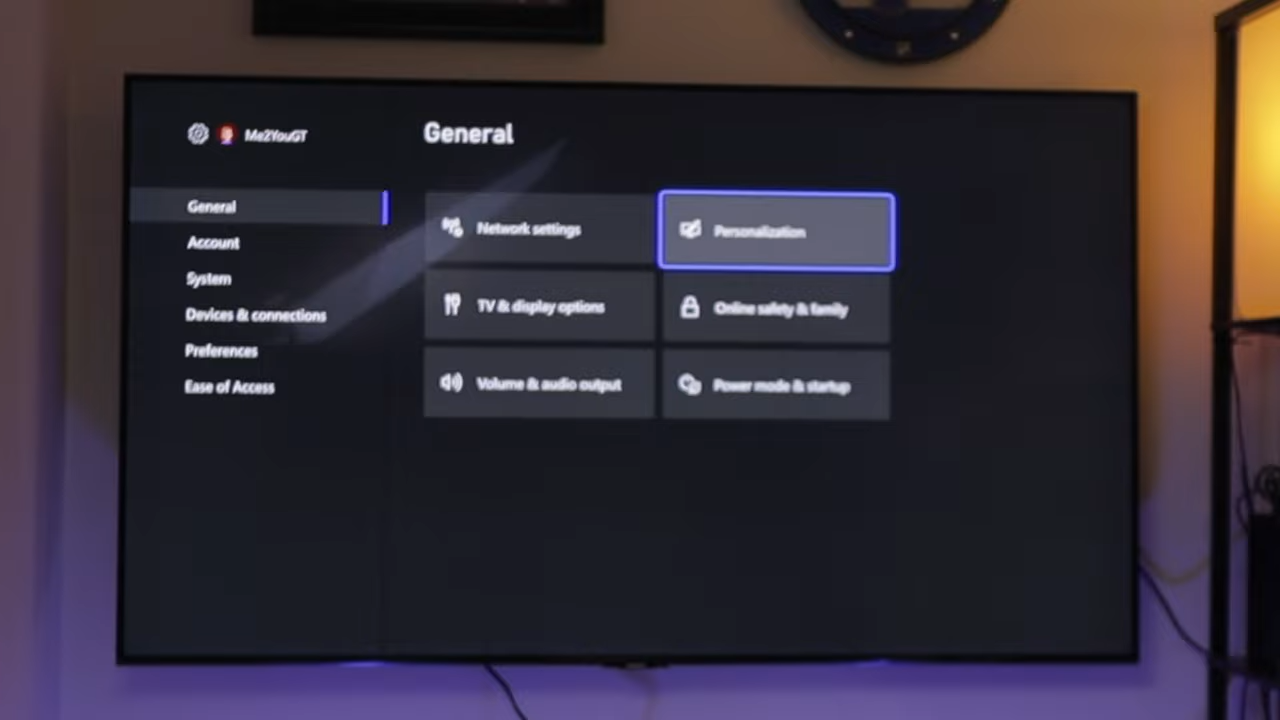 Me2YouGT
General
General
Account
System
Devices & connections
Preferences
Ease of Access
Network settings
Personalization
TV & display options
Online safety & family
Volume & audio output
Power mode & startup